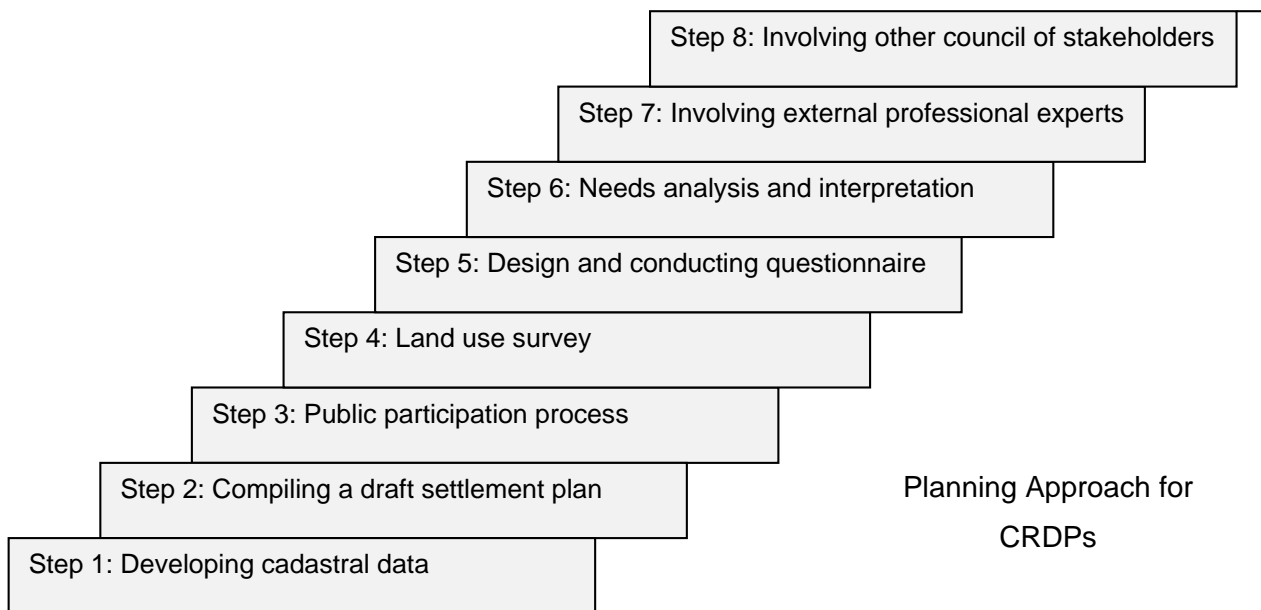 Step 8: Involving other council of stakeholders
Step 7: Involving external professional experts
Step 6: Needs analysis and interpretation
Step 5: Design and conducting questionnaire
Step 4: Land use survey
Step 3: Public participation process
Step 2: Compiling a draft settlement plan
Step 1: Developing cadastral data
Planning Approach for
CRDPs